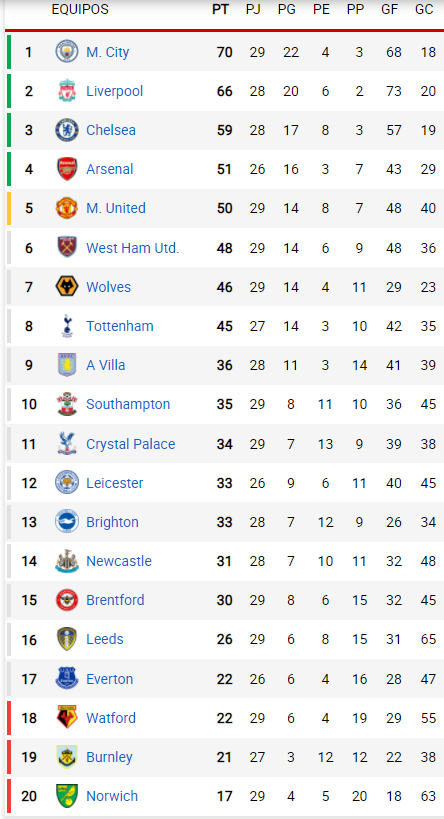 EQUIPOS PT PJ PG PE PP GF GC
1 M. City 70 29 22 4 3 68 18
2 Liverpool 66 28 20 6 2 73 20
3 Chelsea 59 28 17 8 3 57 19
4 Arsenal 51 26 16 3 7 43 29
5 M. United 50 29 14 8 7 48 40
6 West Ham Utd. 48 29 14 6 9 48 36
7 Wolves 46 29 14 4 11 29 23
8 Tottenham 45 27 14 3 10 42 35
9 A Villa 36 28 11 3 14 41 39
10 Southampton 35 29 8 11 10 36 45
11 Crystal Palace 34 29 7 13 9 39 38
12 Leicester 33 26 9 6 11 40 45
13 Brighton 33 28 7 12 9 26 34
14 Newcastle 31 28 7 10 11 32 48
15 Brentford 30 29 8 6 15 32 45
16 Leeds 26 29 6 8 15 31 65
17 Everton 22 26 6 4 16 28 47
18 Watford 22 29 6 4 19 29 55
19 Burnley 21 27 3 12 12 22 38
20 Norwich 17 29 4 5 20 18 63